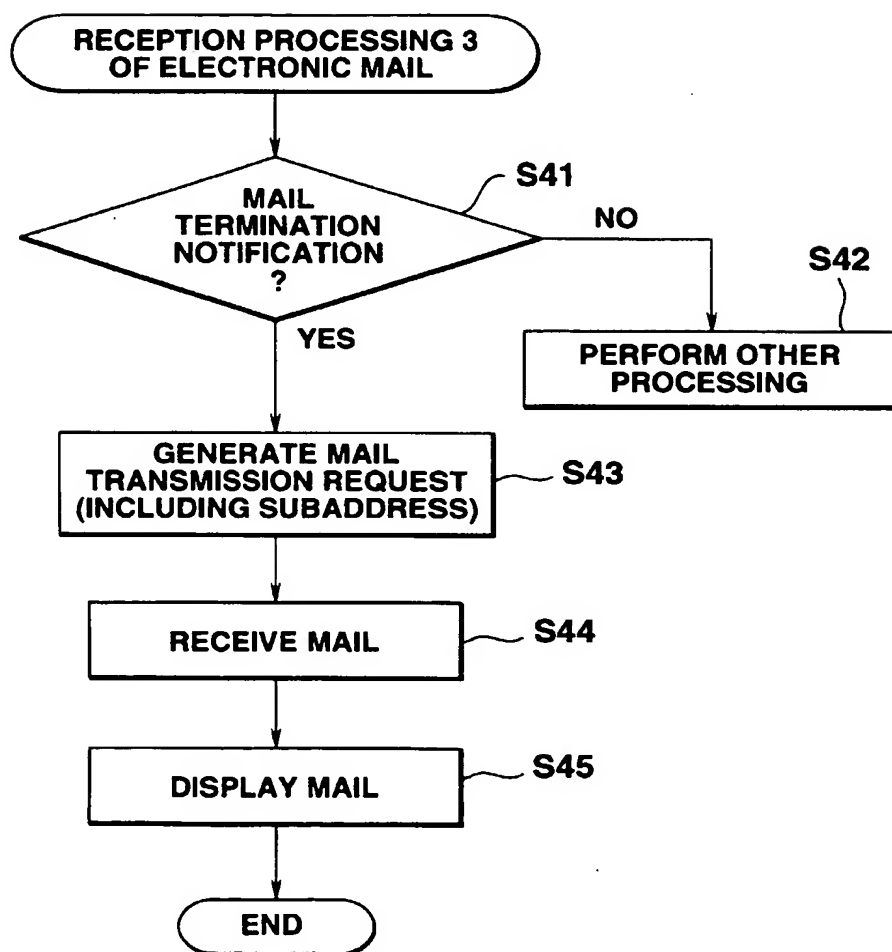 RECEPTION PROCESSING 3
OF ELECTRONIC MAIL
S41
MAIL
TERMINATION
NOTIFICATION
?
NO
YES
S42
PERFORM OTHER
PROCESSING
GENERATE MAIL
TRANSMISSION REQUEST
(INCLUDING SUBADDRESS)
S43
RECEIVE MAIL
S44
DISPLAY MAIL
S45
END